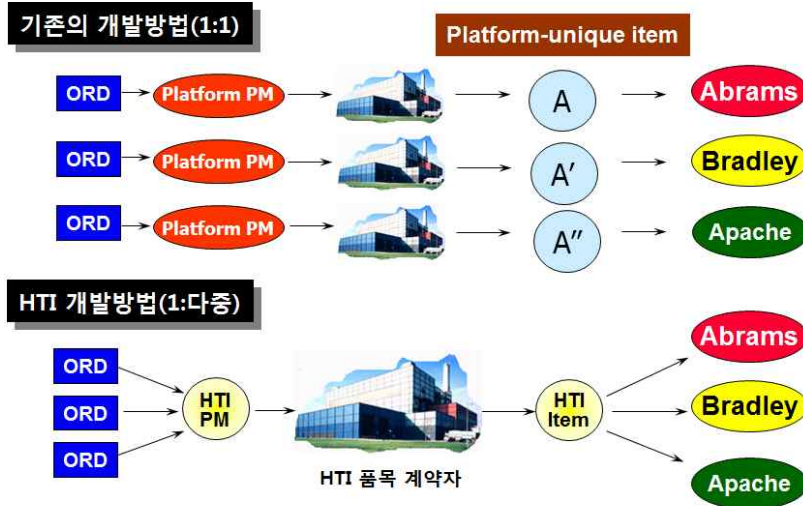 기존의 개발방법(1:1)
Platform-unique item
ORD
Platform PM
A
Abrams
ORD
Platform PM
A′
Bradley
ORD
Platform PM
A″
Apache
HTI 개발방법(1:다중)
ORD
ORD
ORD
HTI
PM
HTI 품목 계약자
HTI
Item
Abrams
Bradley
Apache